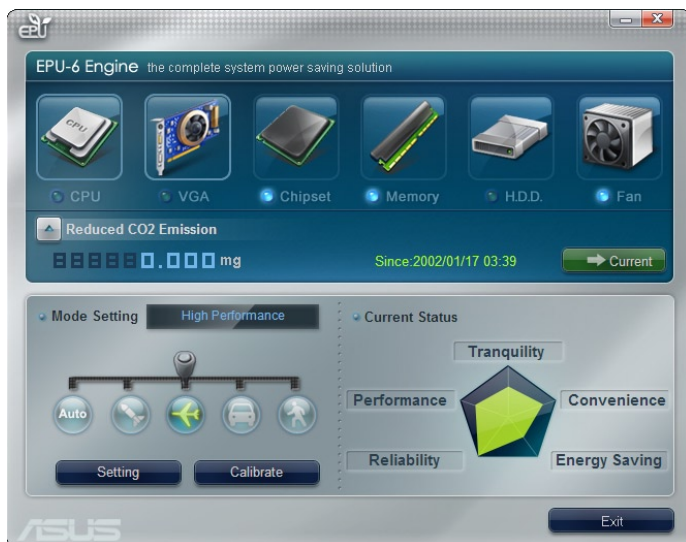 EPU
EPU-6 Engine the complete system power saving solution
CPU
CPU VGA Chipset Memory H.D.D. Fan
Reduced CO2 Emission
0.000 mg Since:2002/01/17 03:39 Current
Mode Setting High Performance
Current Status
Tranquility
Performance Convenience
Auto
Reliability Energy Saving
Setting Calibrate
ASUS
Exit